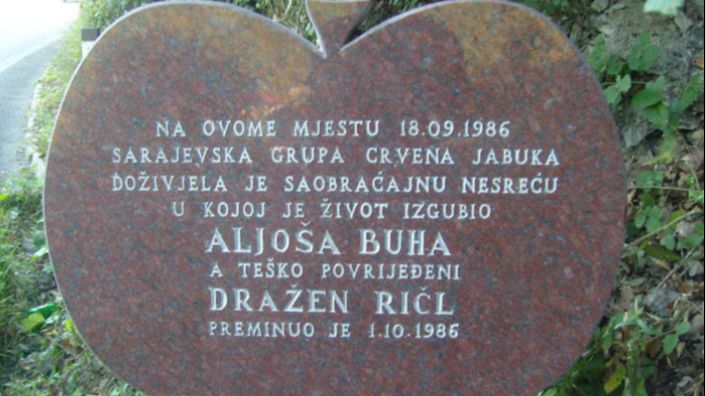 NA OVOME MJESTU 18.09.1986
SARAJEVSKA GRUPA CRVENA JABUKA
DOŽIVJELA JE SAOBRAĆAJNU NESREĆU
U KOJOJ JE ŽIVOT IZGUBIO
ALJOŠA BUHA
A TEŠKO POVRIJEĐENI
DRAŽEN RIČL
PREMINUO JE 1.10.1986